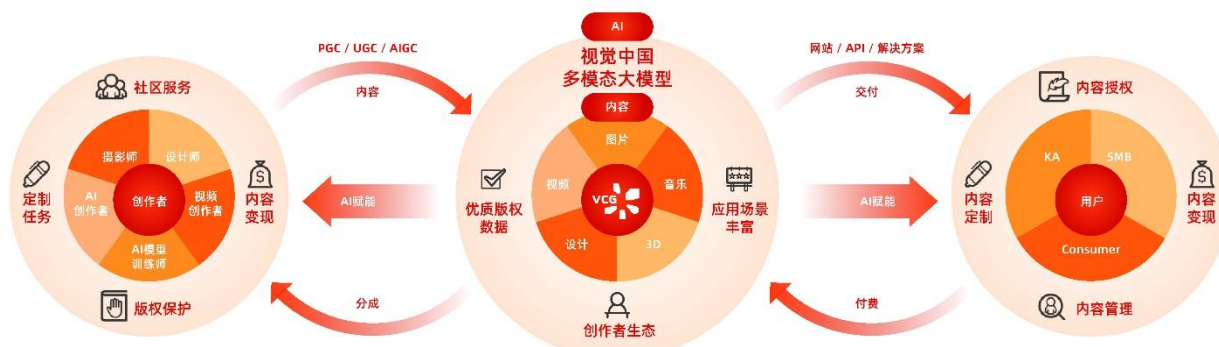 AI
视觉中国
多模态大模型
PGC / UGC / AIGC
内容
网站 / API / 解决方案
交付
社区服务
摄影师
设计师
定制
任务
AI
创作者
创作者
视频
创作者
内容
变现
AI模型
训练师
版权保护
AI赋能
分成
内容
图片
视频
音乐
VCG
设计
3D
优质版权
数据
应用场景
丰富
创作者生态
AI赋能
付费
内容授权
KA
SMB
内容
定制
用户
内容
变现
Consumer
内容管理